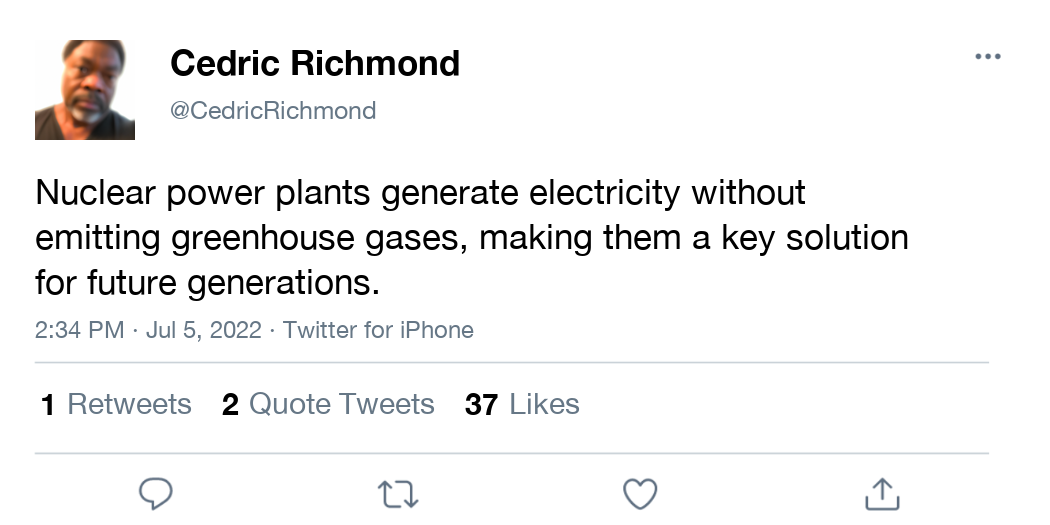 Cedric Richmond
@CedricRichmond
Nuclear power plants generate electricity without
emitting greenhouse gases, making them a key solution
for future generations.
2:34 PM · Jul 5, 2022 · Twitter for iPhone
1 Retweets 2 Quote Tweets 37 Likes